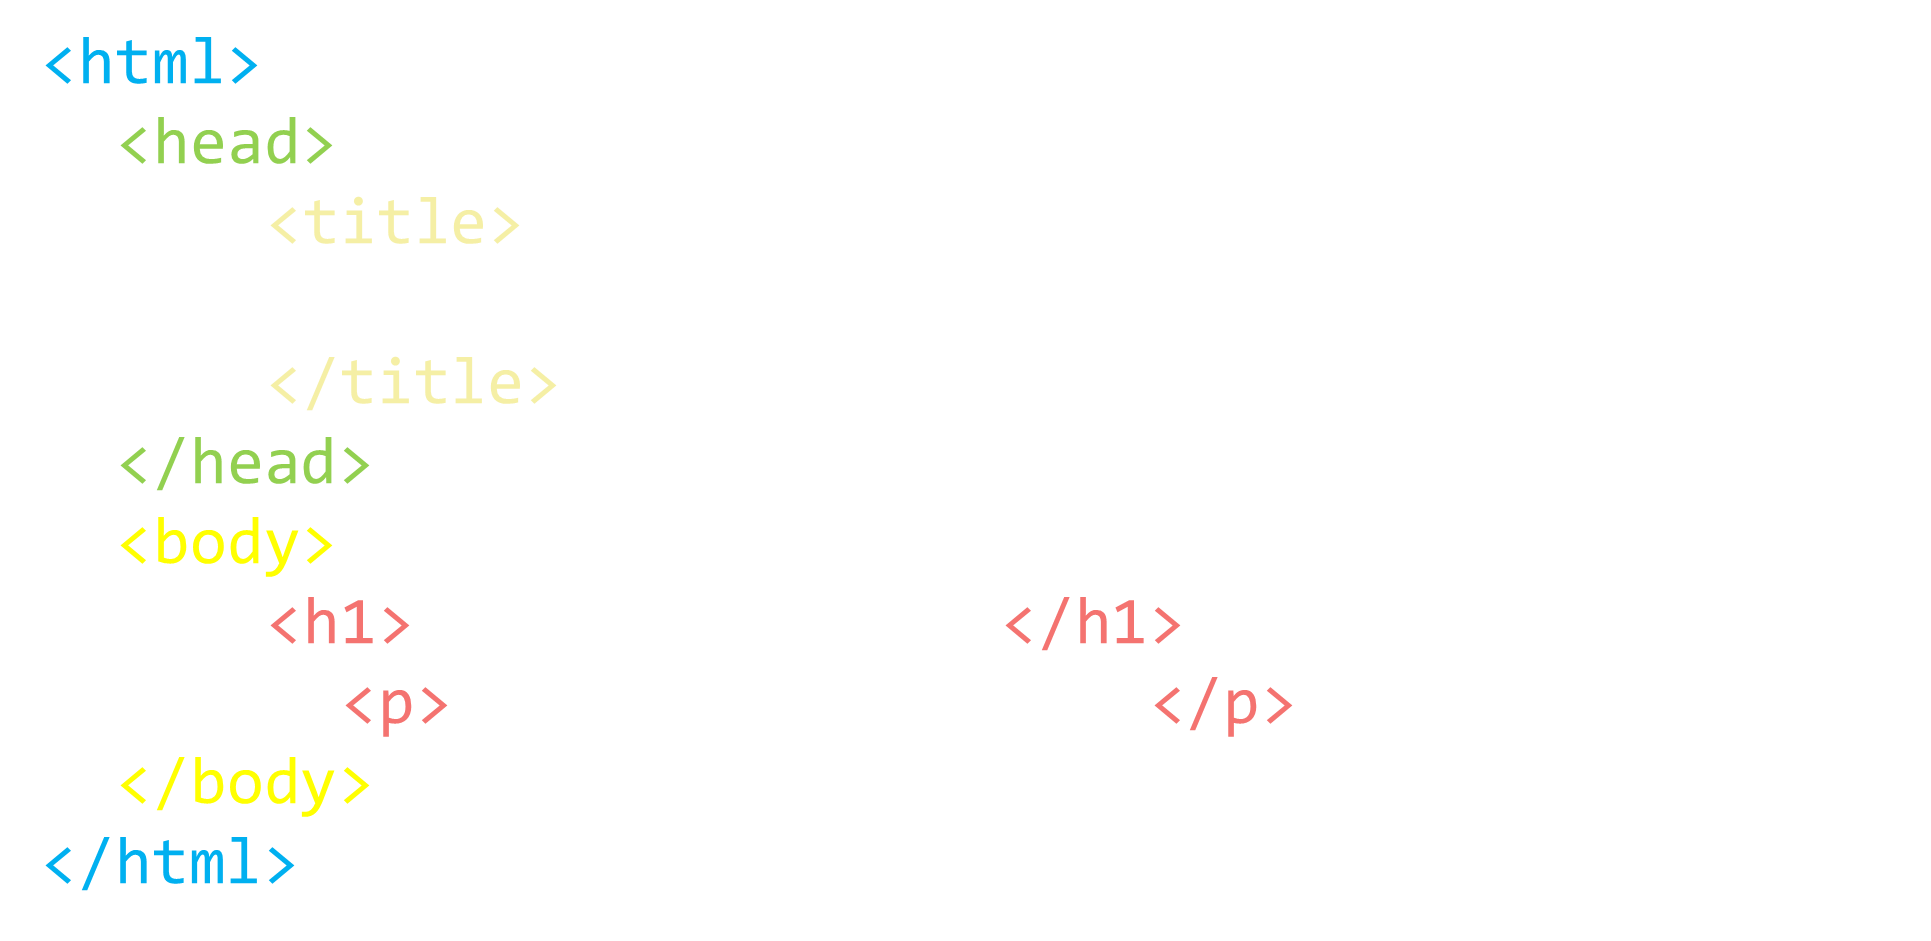 <html>
<head>
<title>
</title>
</head>
<body>
<h1> </h1>
<p> </p>
</body>
</html>